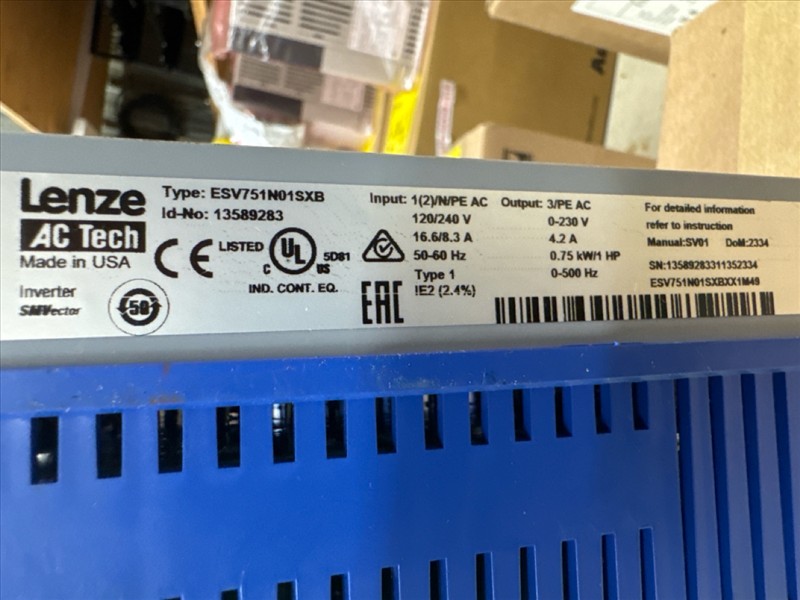 Lenze
AC Tech
Made in USA
Inverter
SMVector
Type: ESV751N01SXB
Id-No: 13589283
CE
LISTED
UL
C
US
5D81
IND. CONT. EQ.
50
EAC
Input: 1(2)/N/PE AC
120/240 V
16.6/8.3 A
50-60 Hz
Type 1
IE2 (2.4%)
Output: 3/PE AC
0-230 V
4.2 A
0.75 kW/1 HP
0-500 Hz
For detailed information
refer to instruction
Manual:SV01 DoM:2334
SN:13589283311352334
ESV751N01SXBXX1M49